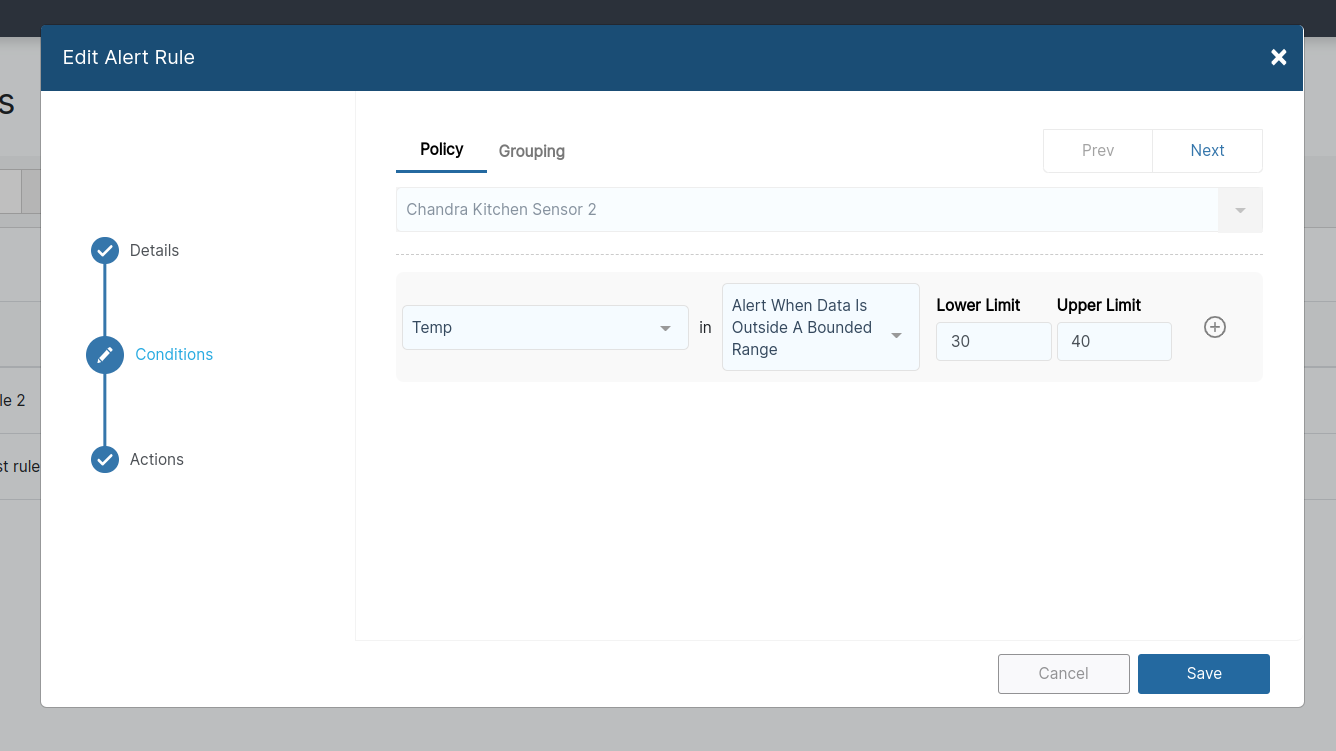 Edit Alert Rule
s
Policy
Grouping
Prev
Next
Chandra Kitchen Sensor 2
Details
Temp
in
Alert When Data Is
Outside A Bounded
Range
Lower Limit
Upper Limit
30
40
Conditions
le 2
Actions
st rule
Cancel
Save